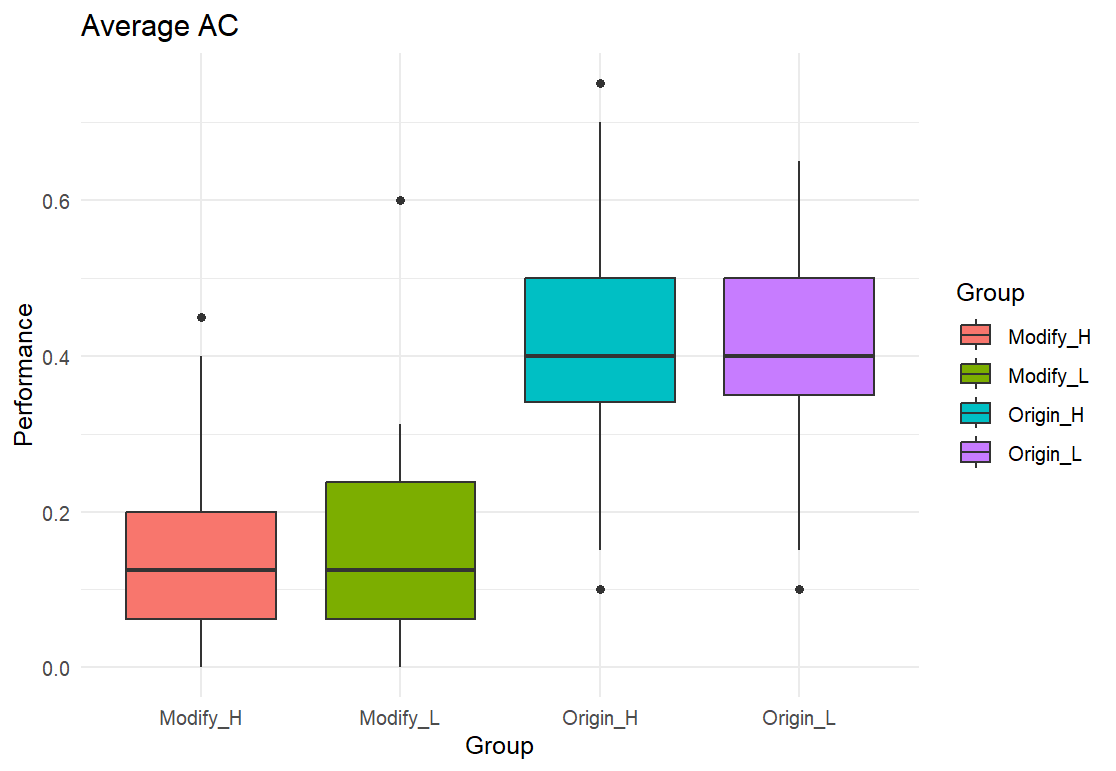 Average AC
Performance
0.6
0.4
0.2
0.0
Modify_H
Modify_L
Origin_H
Origin_L
Group
Group
Modify_H
Modify_L
Origin_H
Origin_L